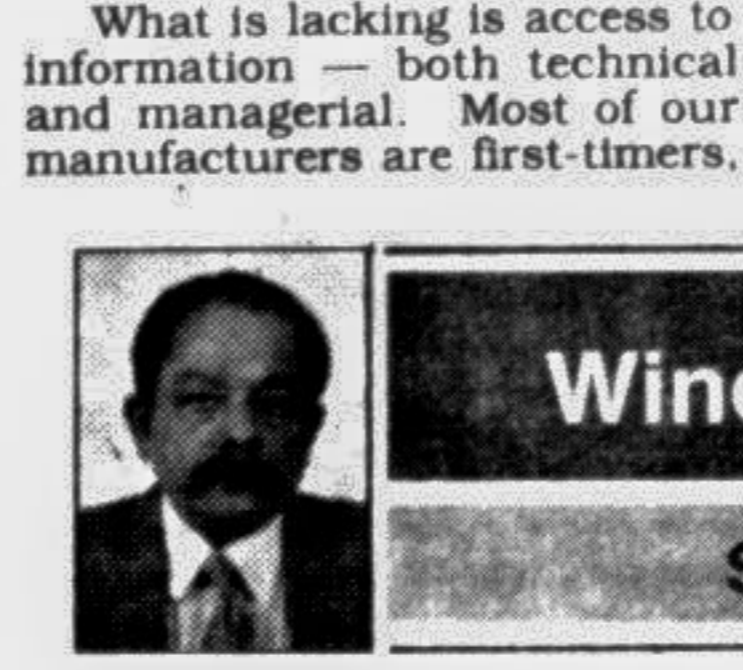 What is lacking is access to
information — both technical
and managerial. Most of our
manufacturers are first-timers,